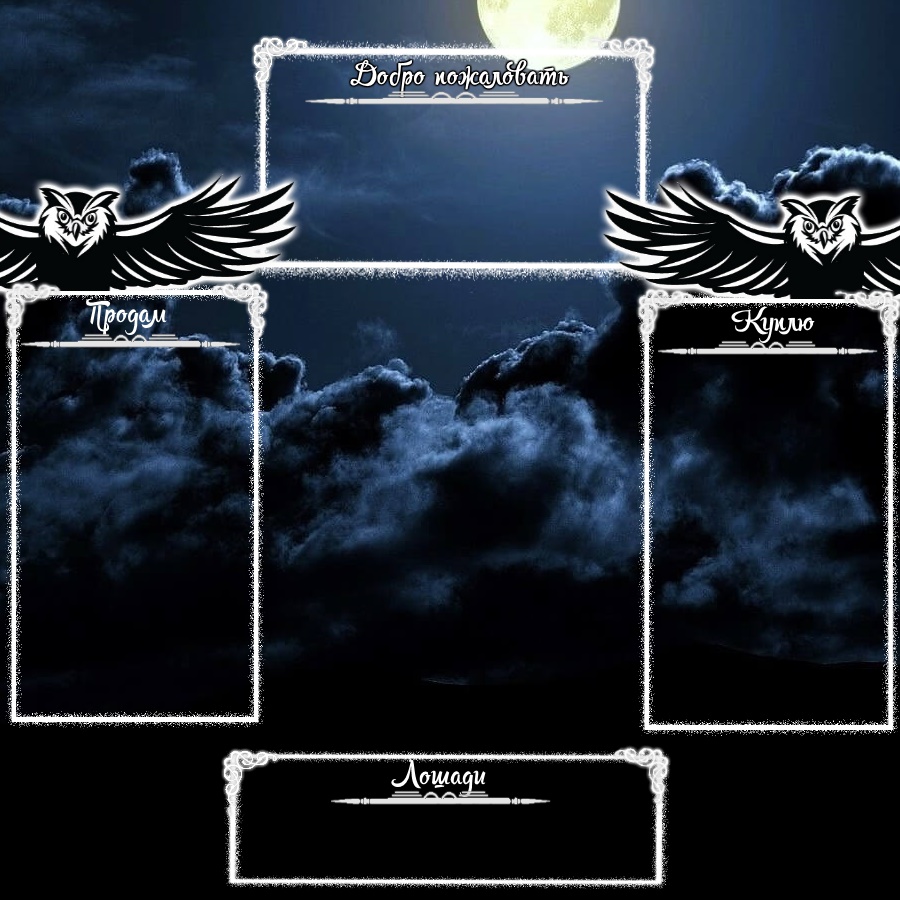 Добро пожаловать
Продам
Куплю
Лошади